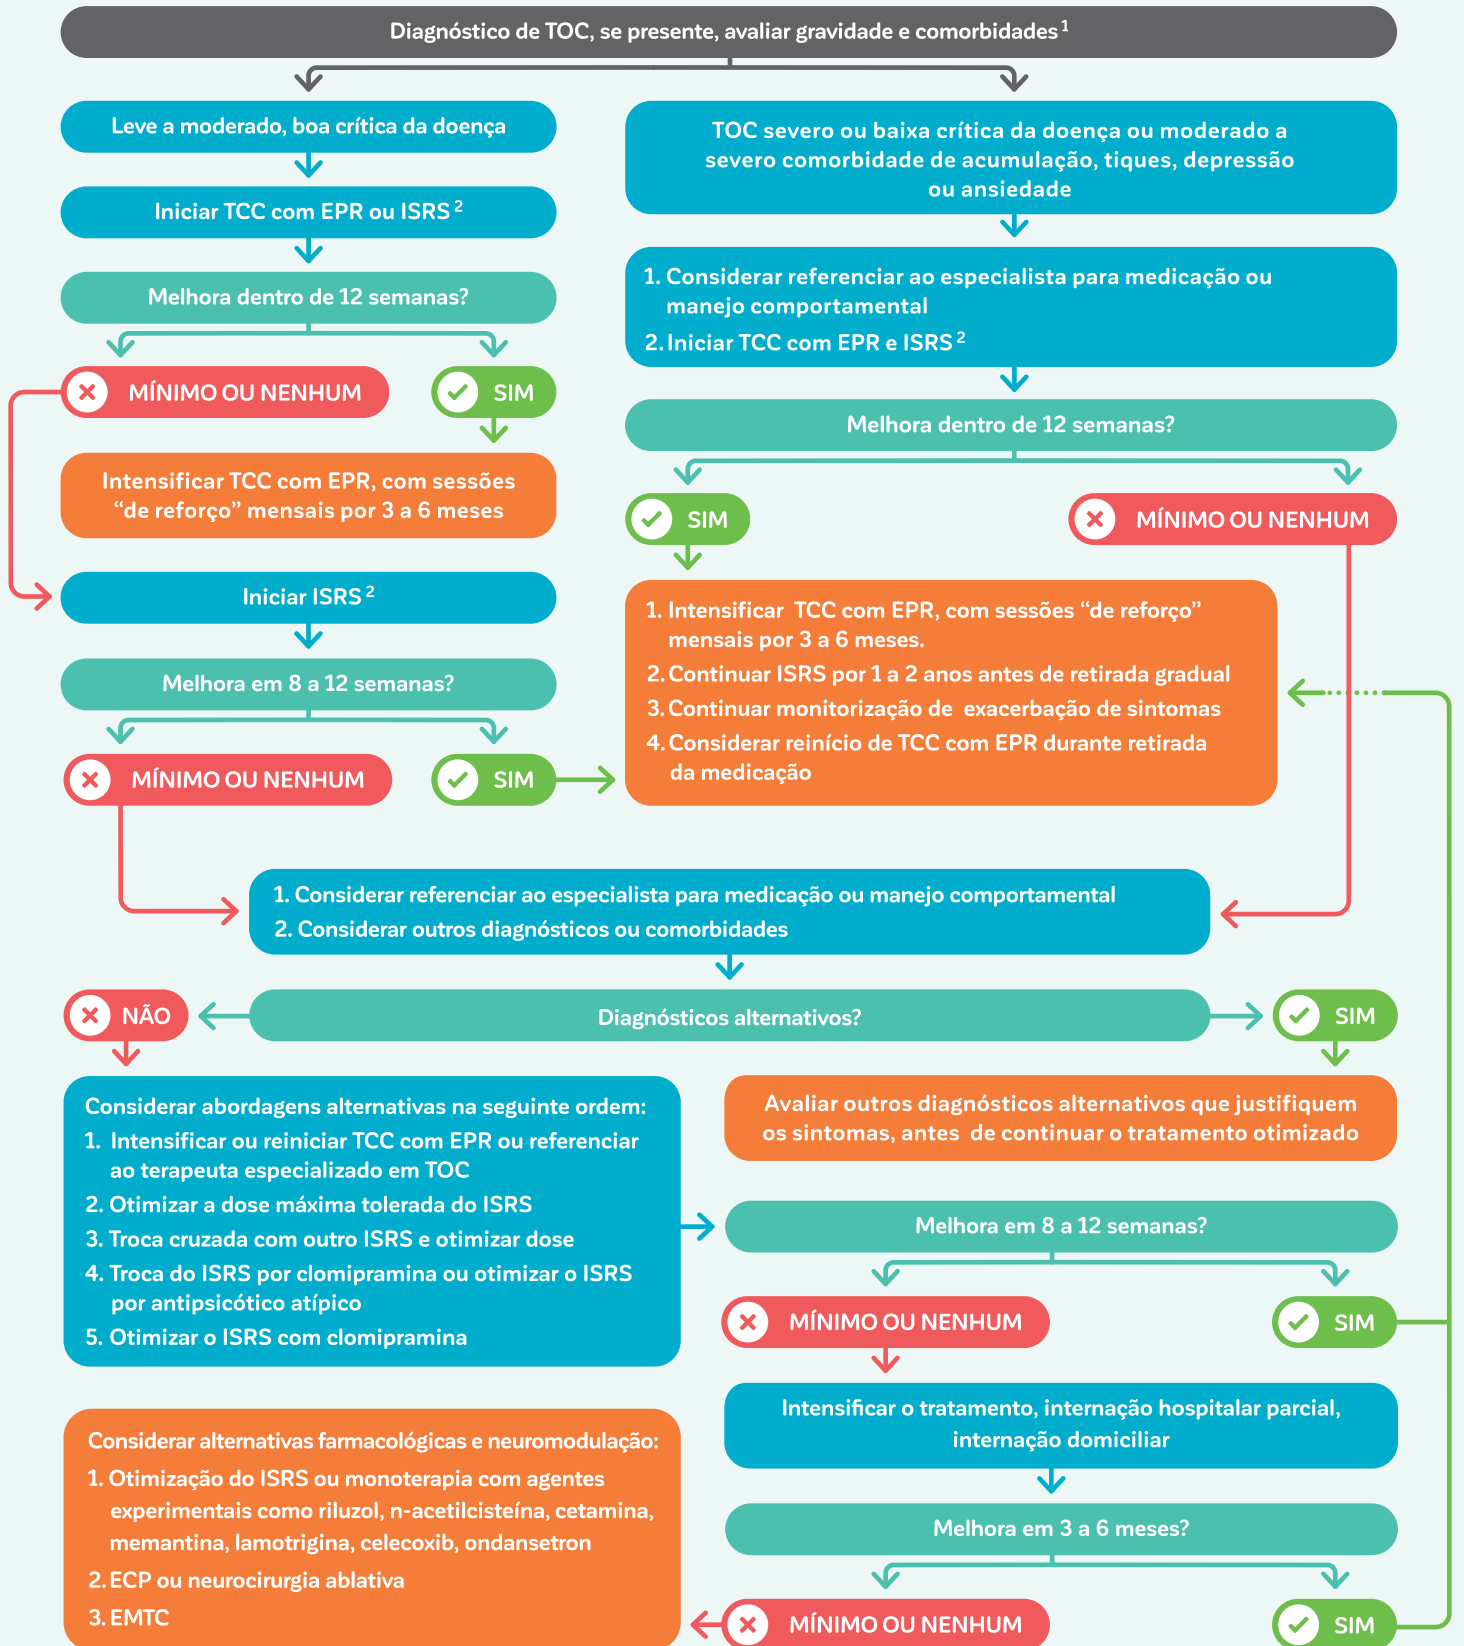 Diagnóstico de TOC, se presente, avaliar gravidade e comorbidades 1
Leve a moderado, boa crítica da doença
Iniciar TCC com EPR ou ISRS 2
Melhora dentro de 12 semanas?
MÍNIMO OU NENHUM
SIM
Intensificar TCC com EPR, com sessões
“de reforço” mensais por 3 a 6 meses
Iniciar ISRS 2
Melhora em 8 a 12 semanas?
MÍNIMO OU NENHUM
SIM
TOC severo ou baixa crítica da doença ou moderado a
severo comorbidade de acumulação, tiques, depressão
ou ansiedade
1. Considerar referenciar ao especialista para medicação ou
manejo comportamental
2. Iniciar TCC com EPR e ISRS 2
Melhora dentro de 12 semanas?
SIM
MÍNIMO OU NENHUM
1. Intensificar TCC com EPR, com sessões “de reforço”
mensais por 3 a 6 meses.
2. Continuar ISRS por 1 a 2 anos antes de retirada gradual
3. Continuar monitorização de exacerbação de sintomas
4. Considerar reinício de TCC com EPR durante retirada
da medicação
1. Considerar referenciar ao especialista para medicação ou manejo comportamental
2. Considerar outros diagnósticos ou comorbidades
NÃO
Diagnósticos alternativos?
SIM
Considerar abordagens alternativas na seguinte ordem:
1. Intensificar ou reiniciar TCC com EPR ou referenciar
ao terapeuta especializado em TOC
2. Otimizar a dose máxima tolerada do ISRS
3. Troca cruzada com outro ISRS e otimizar dose
4. Troca do ISRS por clomipramina ou otimizar o ISRS
por antipsicótico atípico
5. Otimizar o ISRS com clomipramina
Avaliar outros diagnósticos alternativos que justifiquem
os sintomas, antes de continuar o tratamento otimizado
Melhora em 8 a 12 semanas?
MÍNIMO OU NENHUM
SIM
Intensificar o tratamento, internação hospitalar parcial,
internação domiciliar
Melhora em 3 a 6 meses?
MÍNIMO OU NENHUM
SIM
Considerar alternativas farmacológicas e neuromodulação:
1. Otimização do ISRS ou monoterapia com agentes
experimentais como riluzol, n-acetilcisteína, cetamina,
memantina, lamotrigina, celecoxib, ondansetron
2. ECP ou neurocirurgia ablativa
3. EMTC